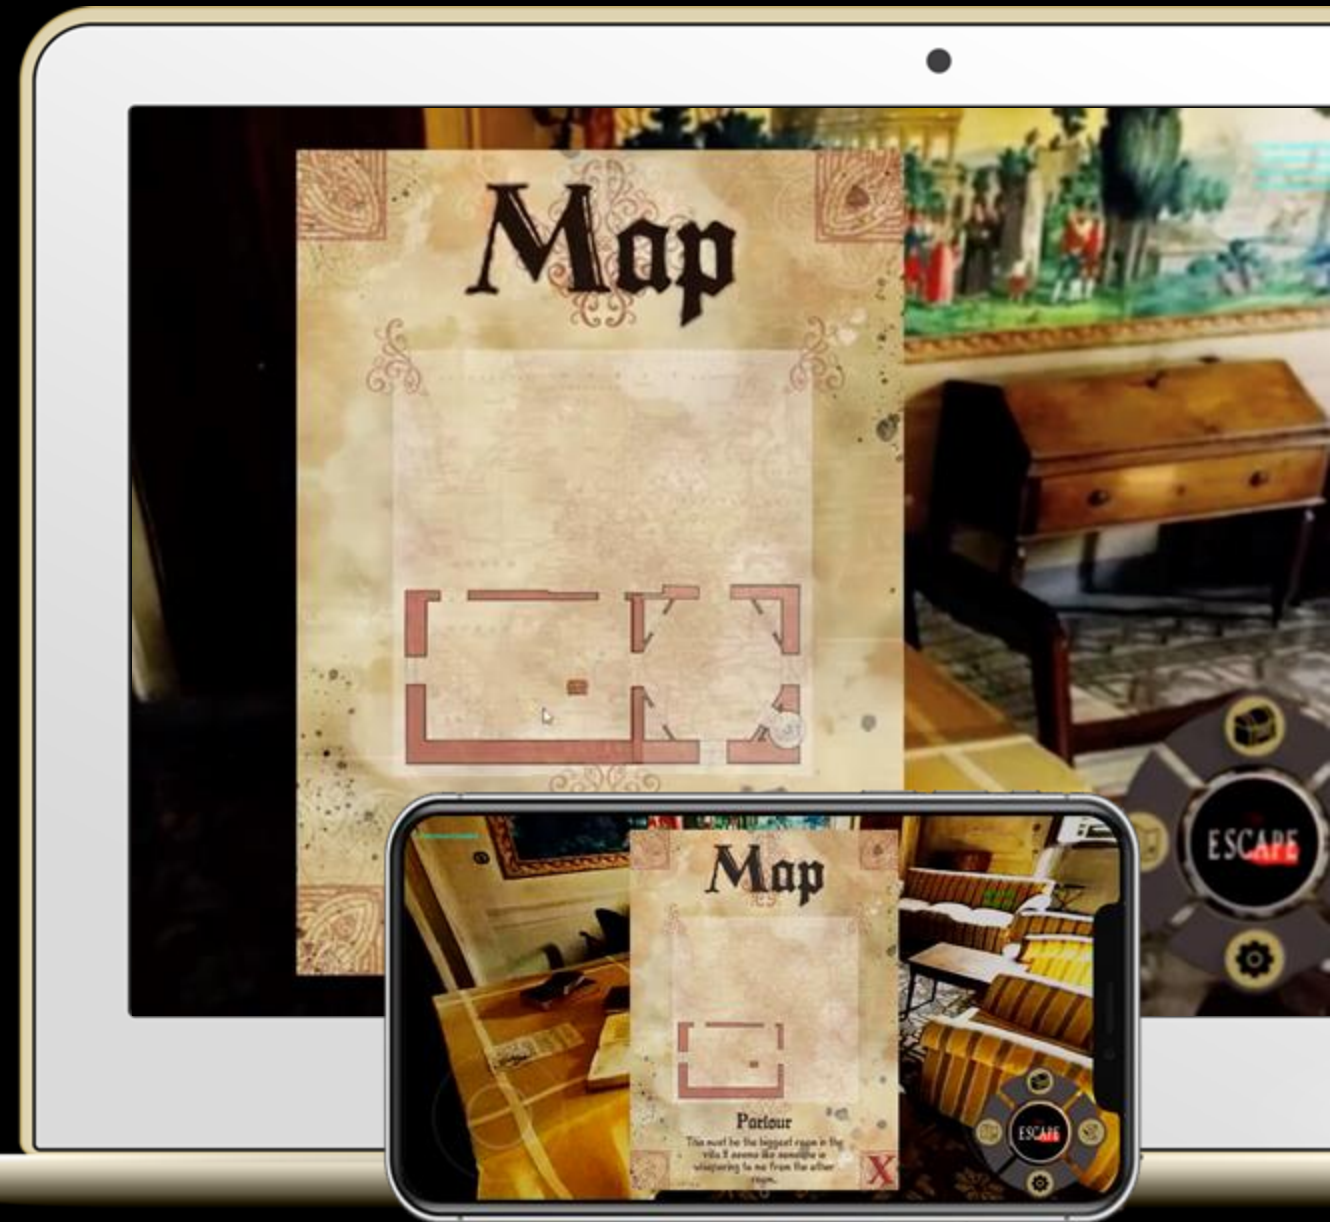 Map
ESCAPE
Map
Parlour
This must be the biggest room in the
villa. It seems like someone is
whispering to me from the other
room.
X
ESCAPE